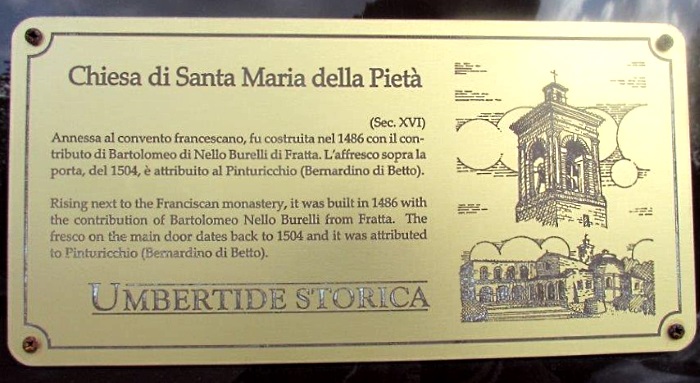 Chiesa di Santa Maria della Pietà
(Sec. XVI)
Annessa al convento francescano, fu costruita nel 1486 con il con-
tributo di Bartolomeo di Nello Burelli di Fratta. L'affresco sopra la
porta, del 1504, è attribuito al Pinturicchio (Bernardino di Betto).
Rising next to the Franciscan monastery, it was built in 1486 with
the contribution of Bartolomeo Nello Burelli from Fratta. The
fresco on the main door dates back to 1504 and it was attributed
to Pinturicchio (Bernardino di Betto).
UMBERTIDE STORICA